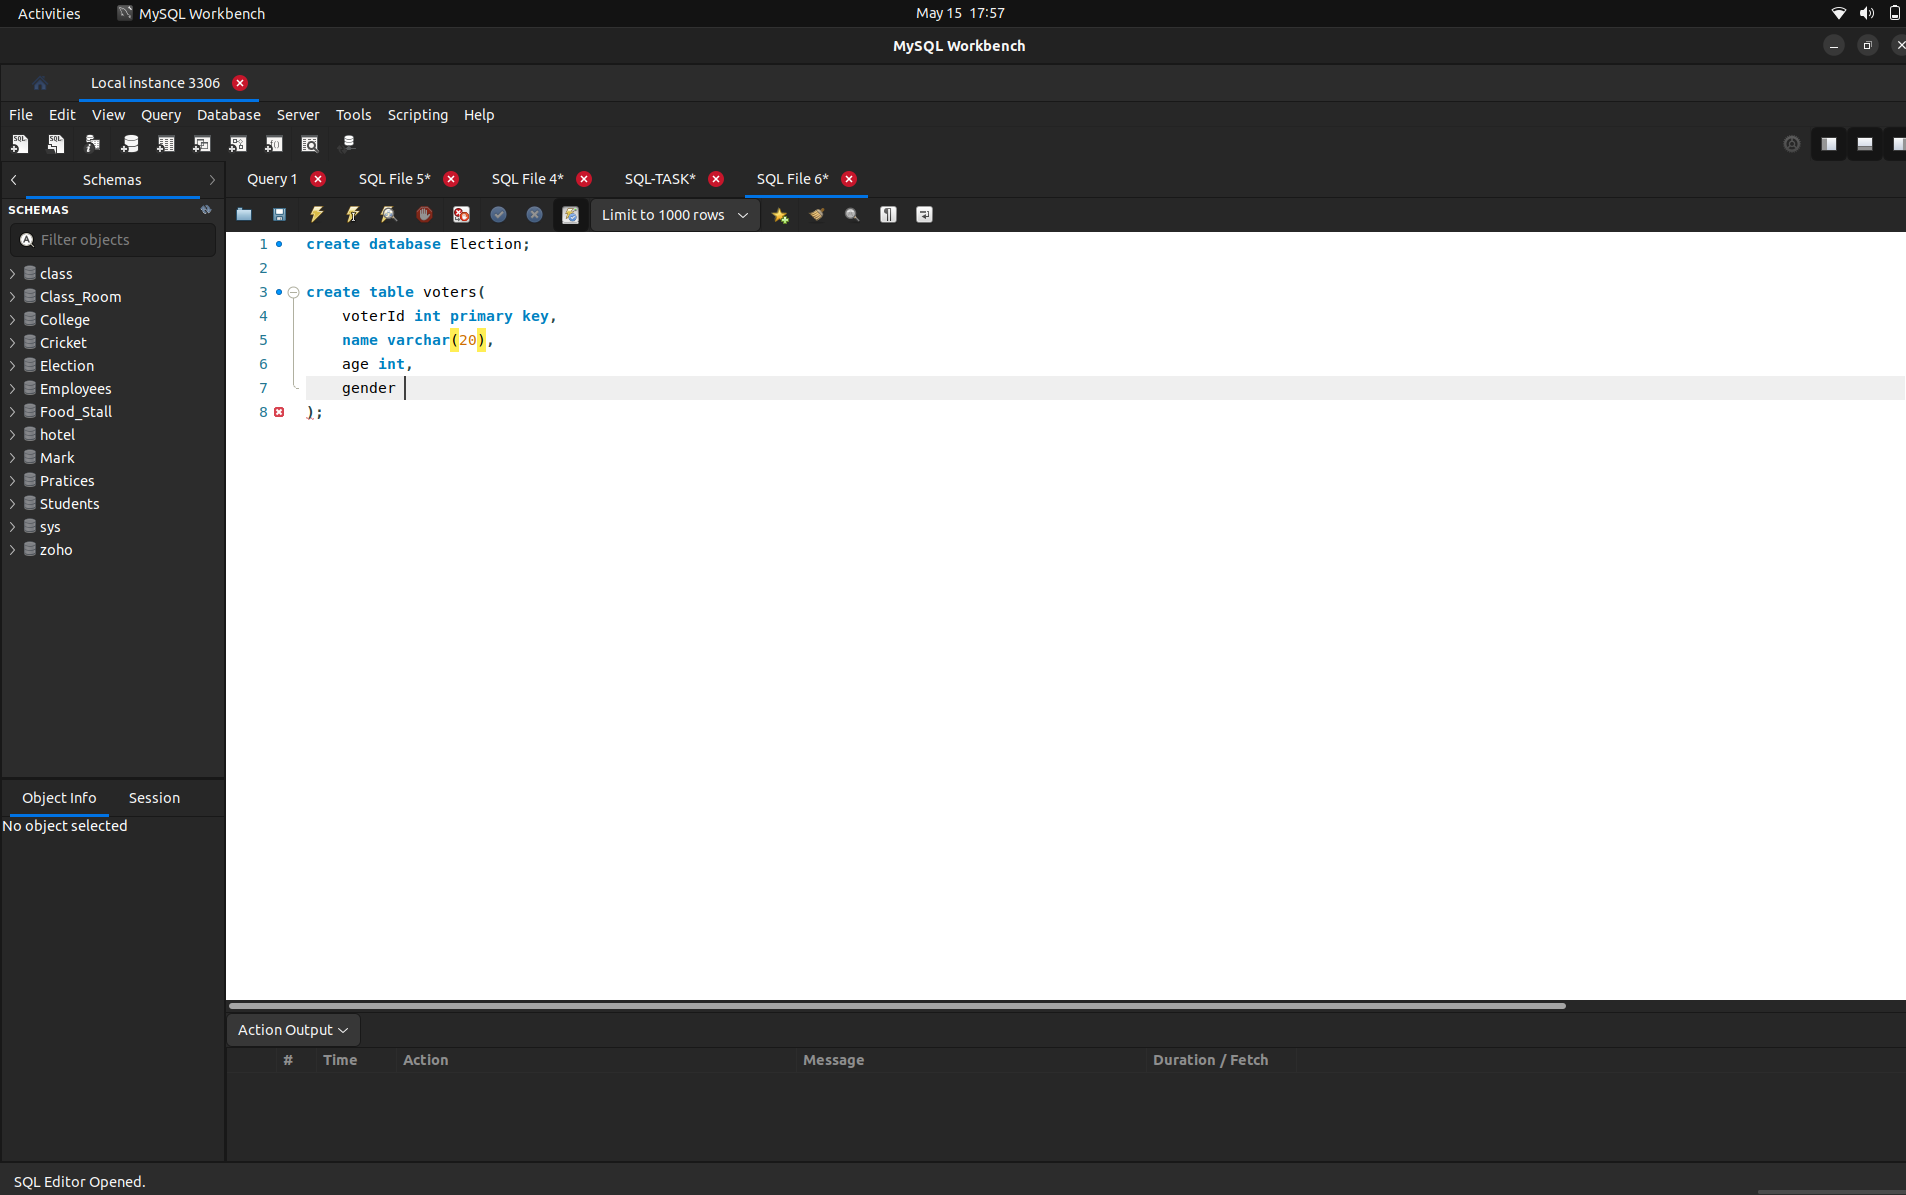 Activities MySQL Workbench May 15 17:57
MySQL Workbench
Local instance 3306
File Edit View Query Database Server Tools Scripting Help
Schemas
Query 1 SQL File 5* SQL File 4* SQL-TASK* SQL File 6*
SCHEMAS
Limit to 1000 rows
Filter objects
class
Class_Room
College
Cricket
Election
Employees
Food_Stall
hotel
Mark
Pratices
Students
sys
zoho
1 create database Election;
2
3 create table voters(
4 voterId int primary key,
5 name varchar(20),
6 age int,
7 gender
8 );
Object Info Session
No object selected
Action Output
# Time Action Message Duration / Fetch
SQL Editor Opened.